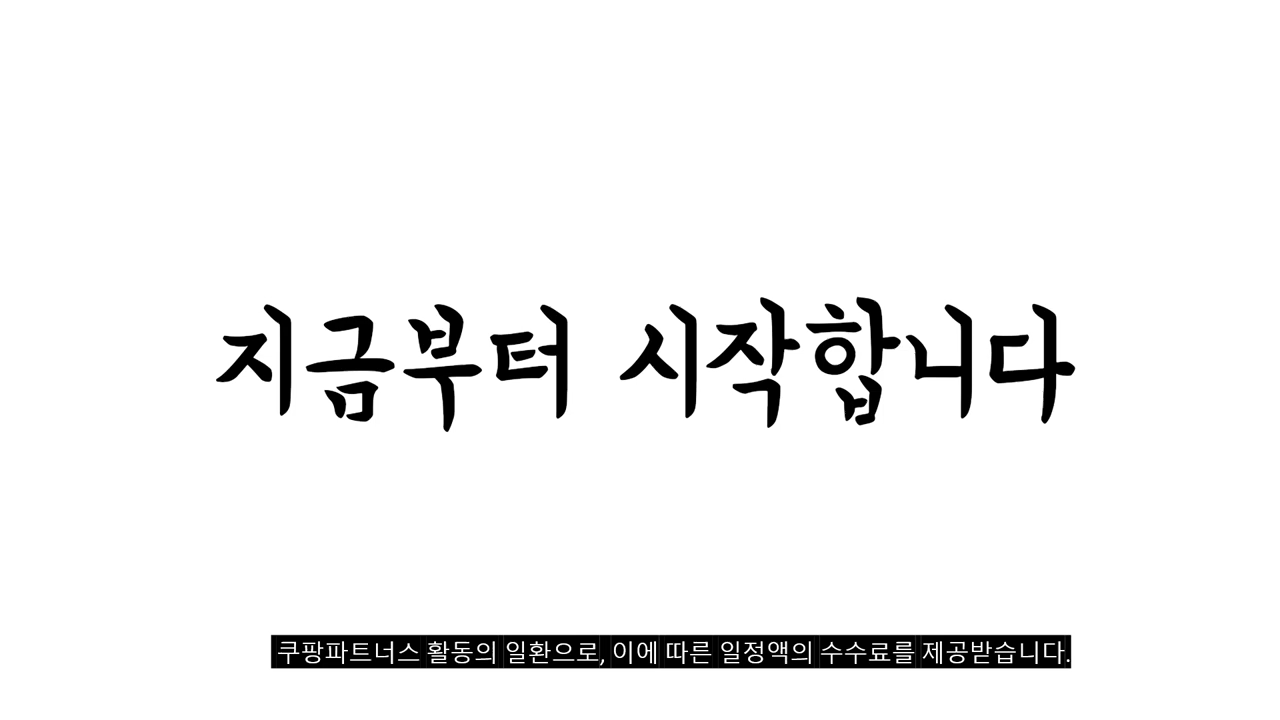 지금부터 시작합니다
쿠팡파트너스 활동의 일환으로, 이에 따른 일정액의 수수료를 제공받습니다.